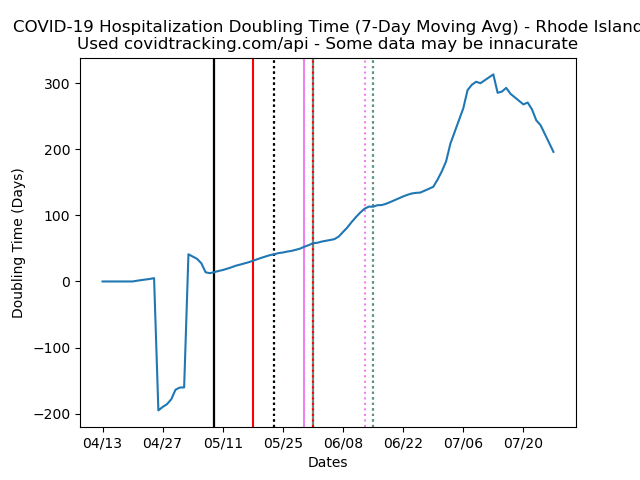 COVID-19 Hospitalization Doubling Time (7-Day Moving Avg) - Rhode Island
Used covidtracking.com/api - Some data may be innacurate
300
200
100
0
−100
−200
Doubling Time (Days)
04/13 04/27 05/11 05/25 06/08 06/22 07/06 07/20
Dates